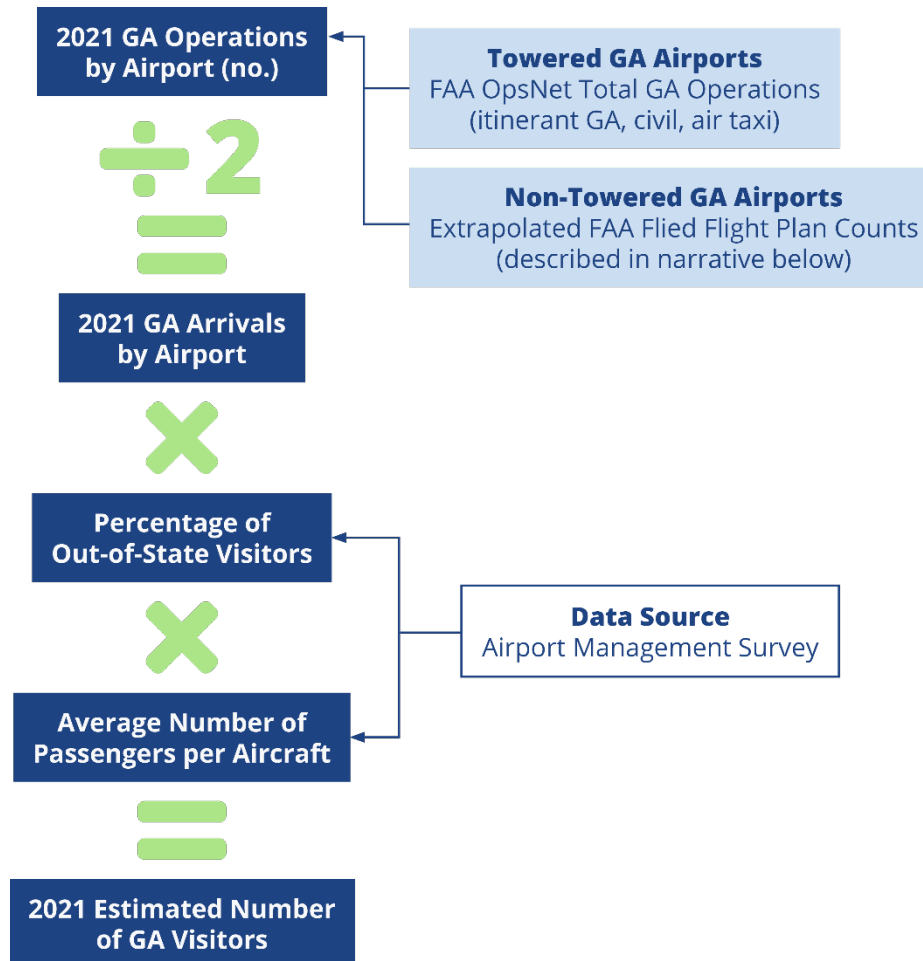 2021 GA Operations
by Airport (no.)
Towered GA Airports
FAA OpsNet Total GA Operations
(itinerant GA, civil, air taxi)
÷2
Non-Towered GA Airports
Extrapolated FAA Flied Flight Plan Counts
(described in narrative below)
=
2021 GA Arrivals
by Airport
×
Percentage of
Out-of-State Visitors
×
Data Source
Airport Management Survey
Average Number of
Passengers per Aircraft
=
2021 Estimated Number
of GA Visitors